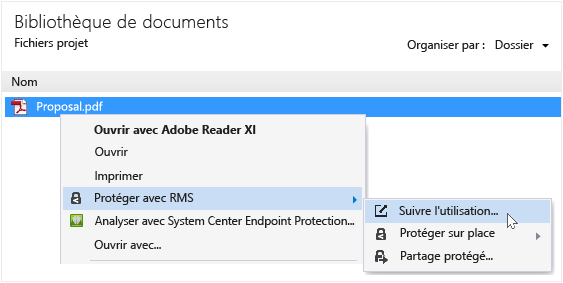 Bibliothèque de documents
Fichiers projet
Organiser par : Dossier
Nom
Proposal.pdf
Ouvrir avec Adobe Reader XI
Ouvrir
Imprimer
Protéger avec RMS
Analyser avec System Center Endpoint Protection...
Ouvrir avec...
Suivre l'utilisation...
Protéger sur place
Partage protégé...